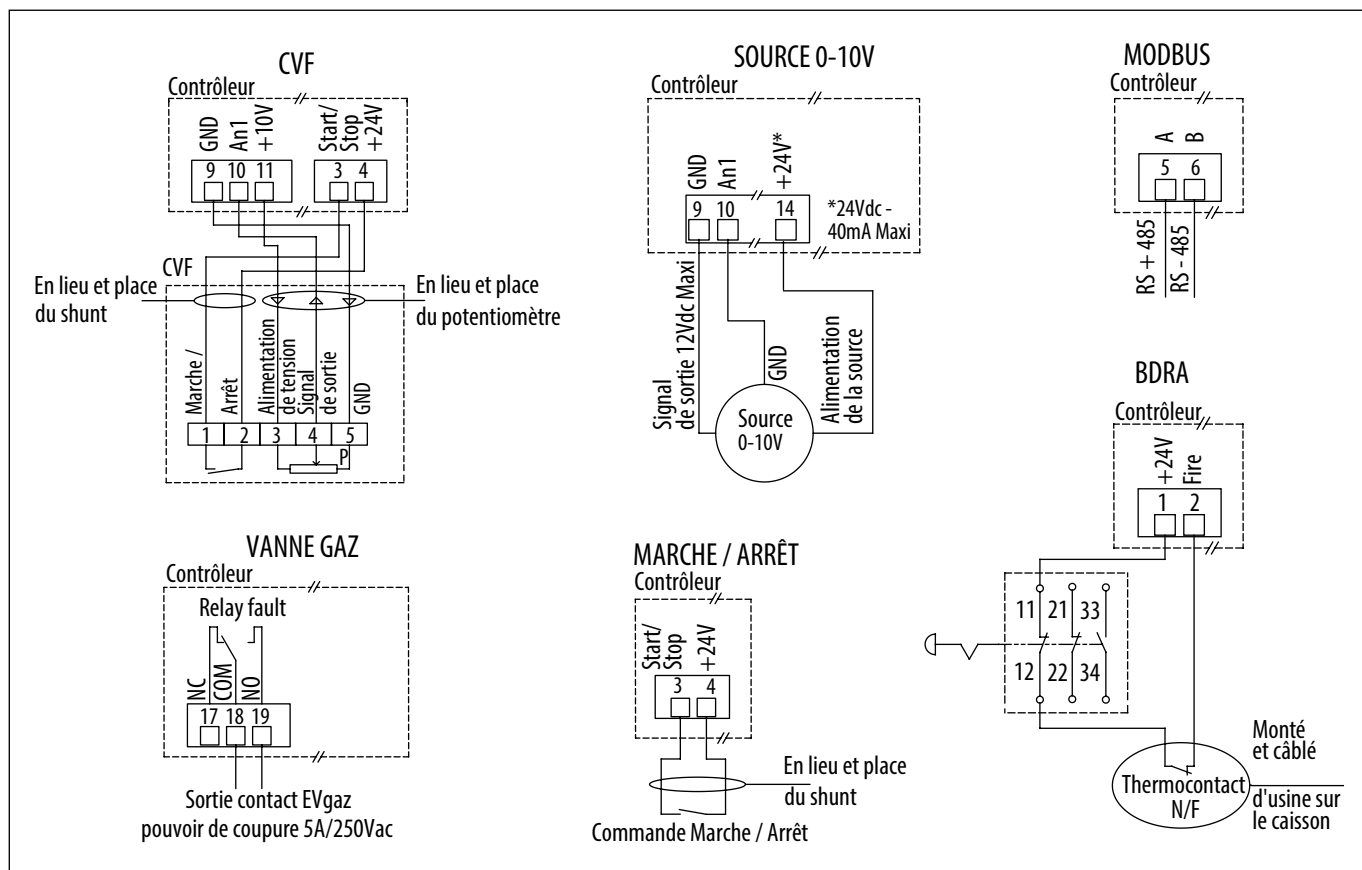 CVF
Contrôleur
GND
An1
+10V
Start/
Stop
+24V
9 10 11 3 4
CVF
En lieu et place
du shunt
En lieu et place
du potentiomètre
Marche /
Arrêt
Alimentation
de tension
Signal
de sortie
GND
1 2 3 4 5
P
SOURCE 0-10V
Contrôleur
GND
An1
+24V*
9 10 14
*24Vdc -
40mA Maxi
Signal
de sortie 12Vdc Maxi
GND
Alimentation
de la source
Source
0-10V
MODBUS
Contrôleur
A
B
5 6
RS + 485
RS - 485
VANNE GAZ
Contrôleur
Relay fault
NC
COM
NO
17 18 19
Sortie contact EVgaz
pouvoir de coupure 5A/250Vac
MARCHE / ARRÊT
Contrôleur
Start/
Stop
+24V
3 4
En lieu et place
du shunt
Commande Marche / Arrêt
BDRA
Contrôleur
+24V
Fire
1 2
11 21 33
12 22 34
Thermocontact
N/F
Monté
et câblé
d'usine sur
le caisson